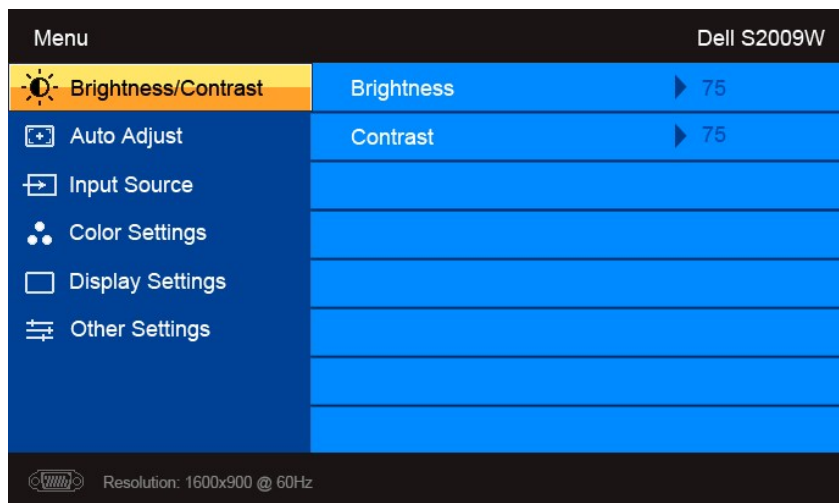 Menu Dell S2009W
Brightness/Contrast Brightness 75
Auto Adjust Contrast 75
Input Source
Color Settings
Display Settings
Other Settings
Resolution: 1600x900 @ 60Hz